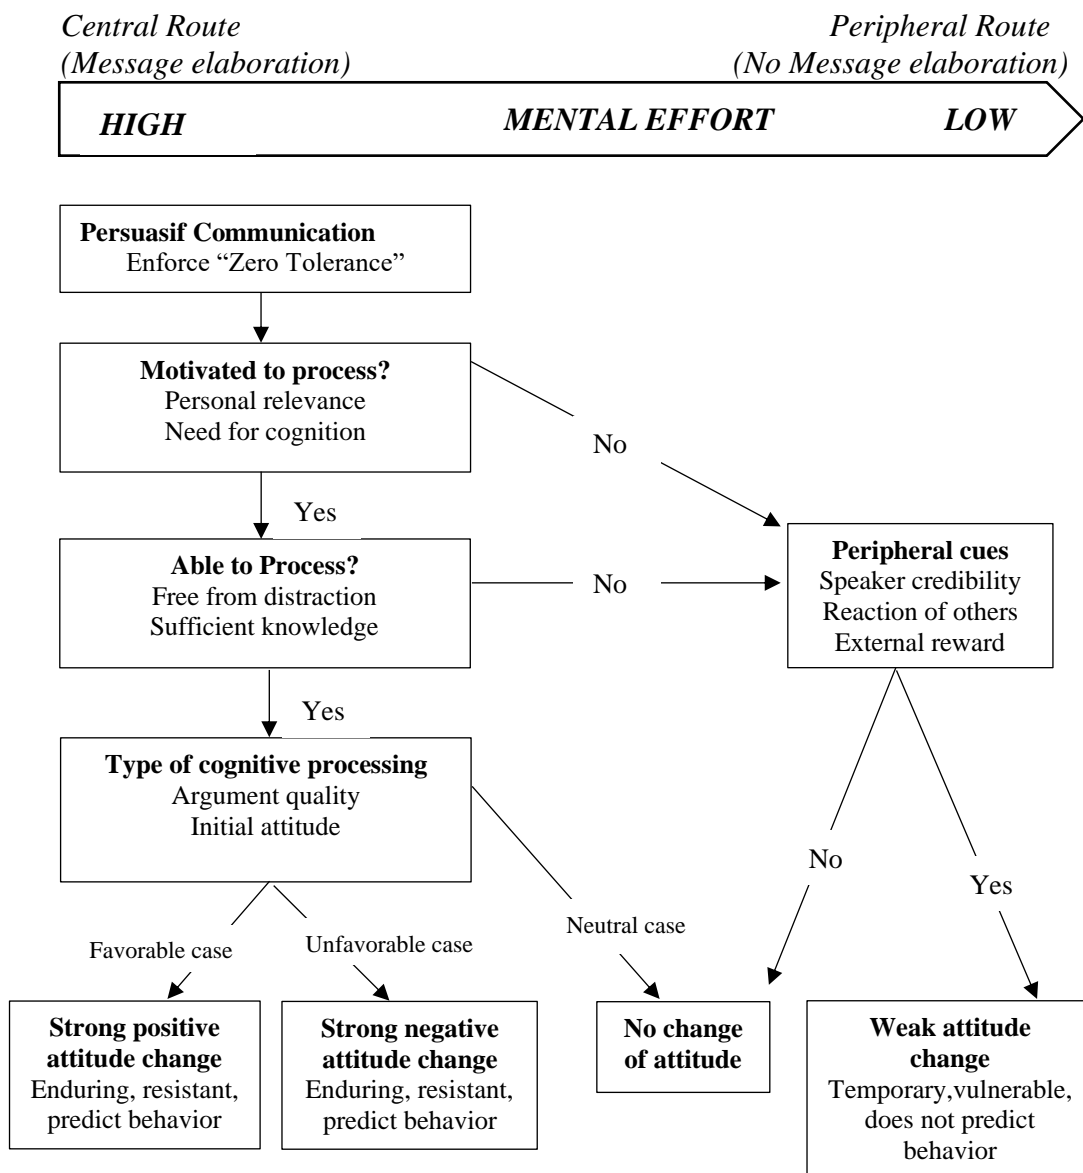 Central Route
(Message elaboration)
Peripheral Route
(No Message elaboration)
HIGH
MENTAL EFFORT
LOW
Persuasif Communication
Enforce “Zero Tolerance”
Motivated to process?
Personal relevance
Need for cognition
No
Yes
Able to Process?
Free from distraction
Sufficient knowledge
No
Peripheral cues
Speaker credibility
Reaction of others
External reward
Yes
Type of cognitive processing
Argument quality
Initial attitude
No
Yes
Favorable case
Unfavorable case
Neutral case
Strong positive
attitude change
Enduring, resistant,
predict behavior
Strong negative
attitude change
Enduring, resistant,
predict behavior
No change
of attitude
Weak attitude
change
Temporary,vulnerable,
does not predict
behavior